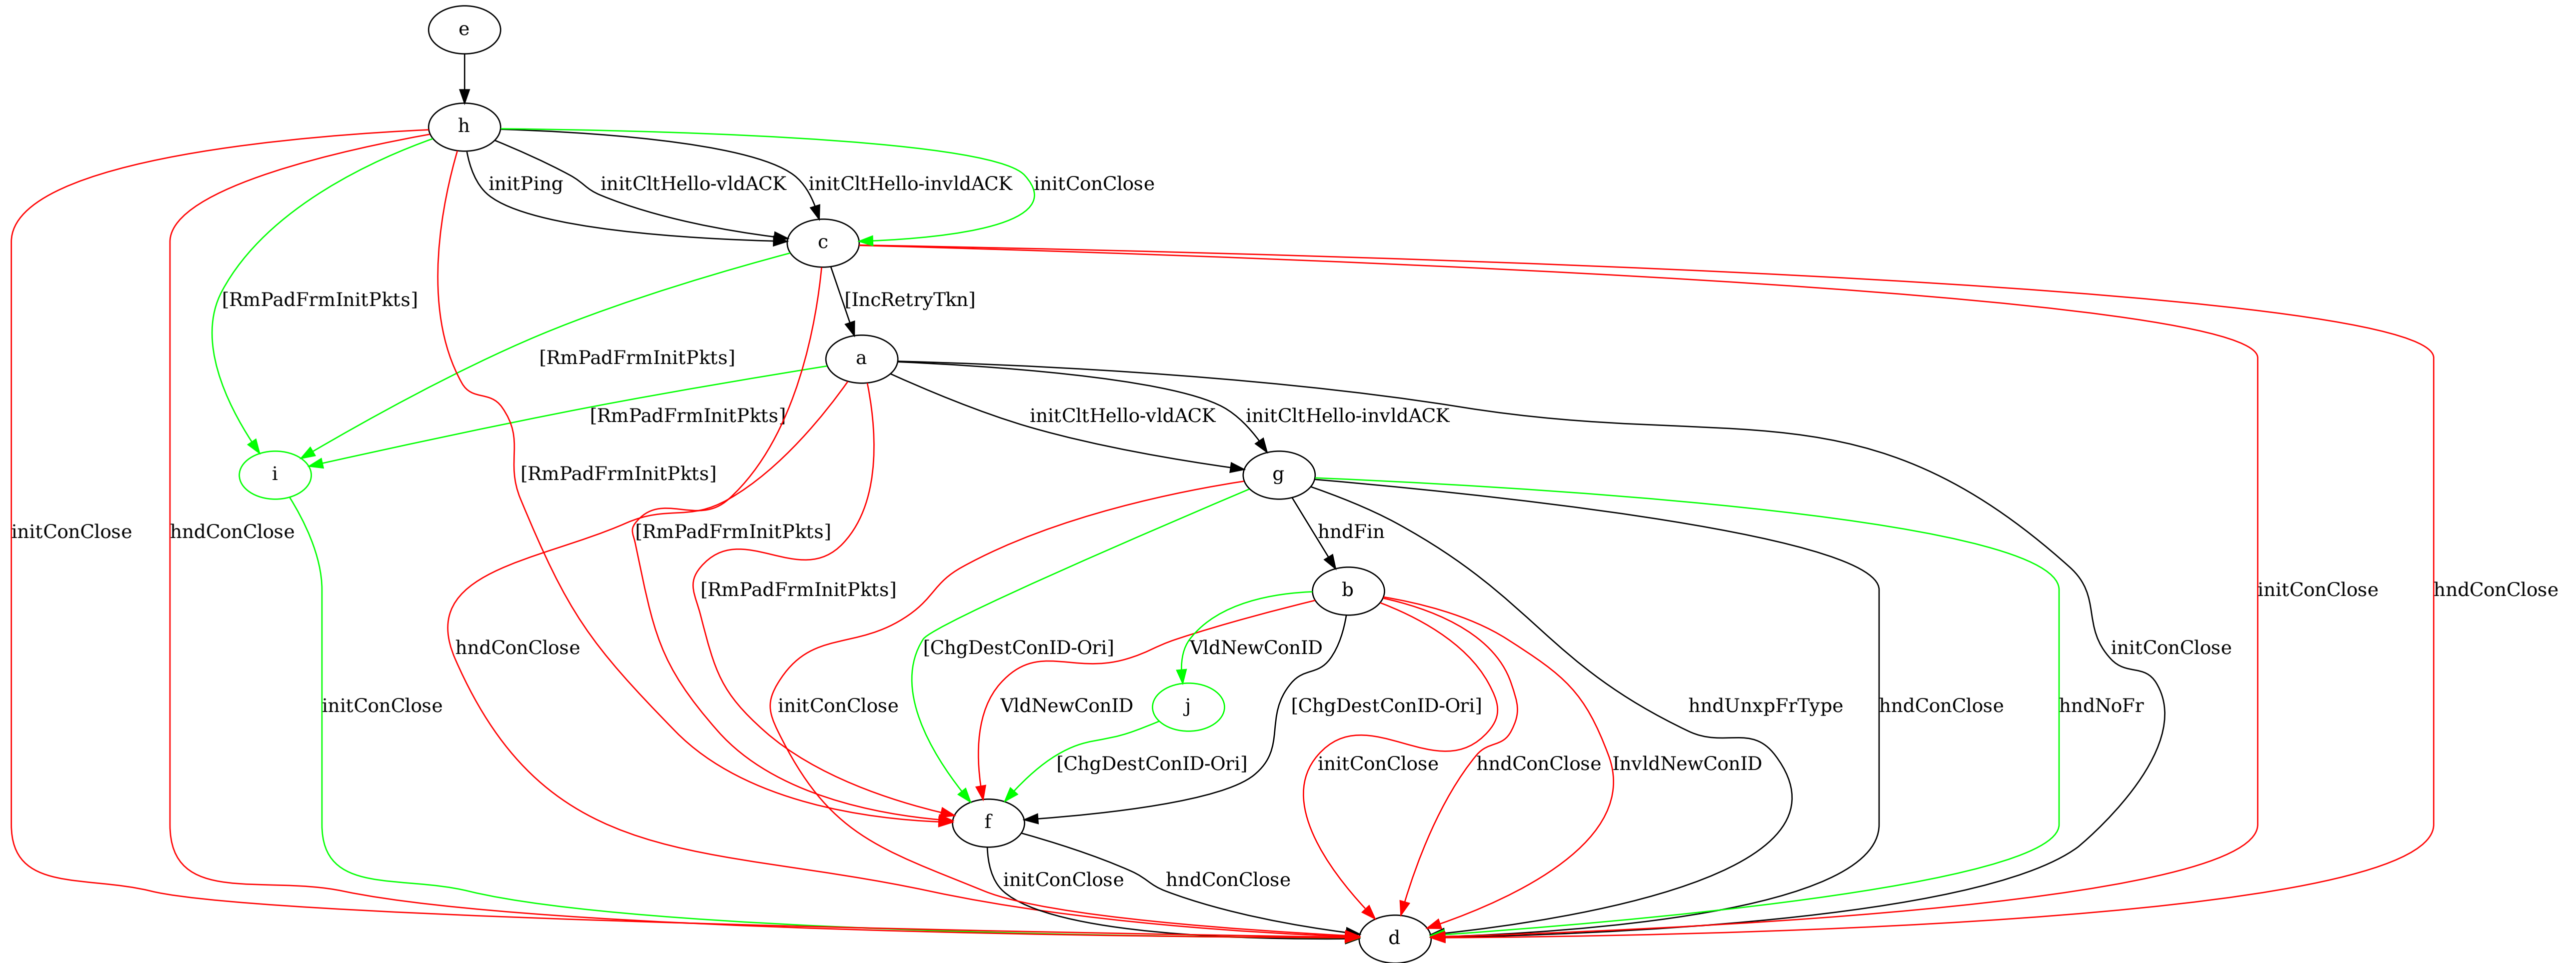 e
h
initPing
initCltHello-vldACK
initCltHello-invldACK
initConClose
c
[RmPadFrmInitPkts]
[IncRetryTkn]
[RmPadFrmInitPkts]
a
[RmPadFrmInitPkts]
initCltHello-vldACK
initCltHello-invldACK
i
[RmPadFrmInitPkts]
g
initConClose
hndConClose
[RmPadFrmInitPkts]
hndFin
[RmPadFrmInitPkts]
b
initConClose
hndConClose
hndConClose
[ChgDestConID-Ori]
VldNewConID
initConClose
initConClose
initConClose
VldNewConID
j
[ChgDestConID-Ori]
hndUnxpFrType
hndConClose
hndNoFr
[ChgDestConID-Ori]
initConClose
hndConClose
InvldNewConID
f
initConClose
hndConClose
d